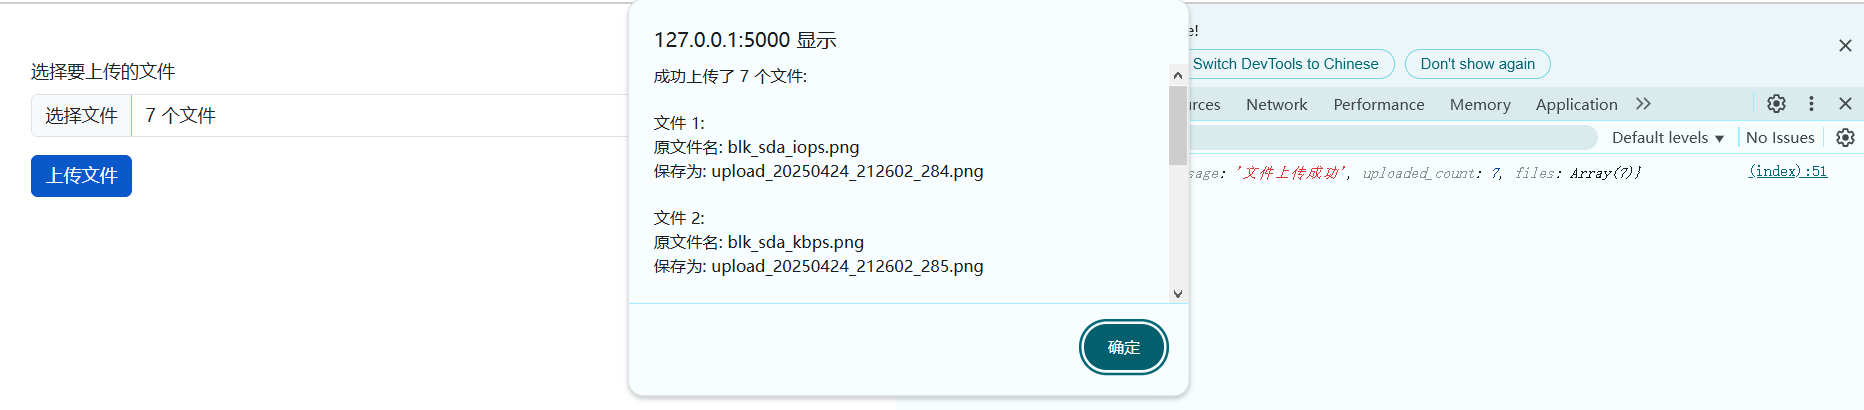 选择要上传的文件
选择文件 7 个文件
上传文件
127.0.0.1:5000 显示
成功上传了 7 个文件:
文件 1:
原文件名: blk_sda_iops.png
保存为: upload_20250424_212602_284.png
文件 2:
原文件名: blk_sda_kbps.png
保存为: upload_20250424_212602_285.png
确定
e!
Switch DevTools to Chinese Don't show again
urces Network Performance Memory Application
Default levels ▼ No Issues
sage: '文件上传成功', uploaded_count: 7, files: Array(7)} (index):51